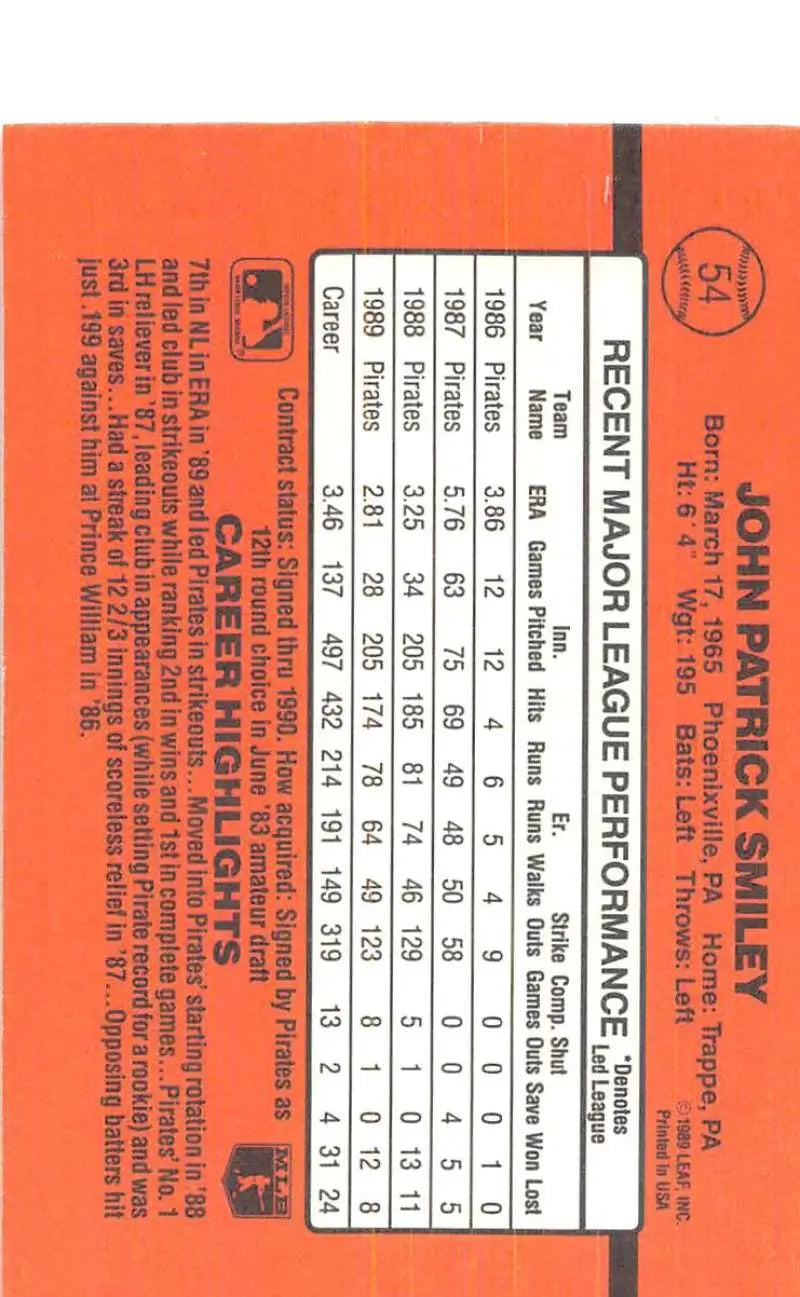 54
JOHN PATRICK SMILEY
Born: March 17, 1965 Phoenixville, PA Home: Trappe, PA
Ht: 6' 4" Wgt: 195 Bats: Left Throws: Left
© 1989 LEAF, INC.
Printed in USA
RECENT MAJOR LEAGUE PERFORMANCE *Denotes Led League
Team Inn. Er. Strike Comp. Shut
Year Name ERA Games Pitched Hits Runs Runs Walks Outs Games Outs Save Won Lost
1986 Pirates 3.86 12 12 4 6 5 4 9 0 0 0 1 0
1987 Pirates 5.76 63 75 69 49 48 50 58 0 0 4 5 5
1988 Pirates 3.25 34 205 185 81 74 46 129 5 1 0 13 11
1989 Pirates 2.81 28 205 174 78 64 49 123 8 1 0 12 8
Career 3.46 137 497 432 214 191 149 319 13 2 4 31 24
Contract status: Signed thru 1990. How acquired: Signed by Pirates as
12th round choice in June '83 amateur draft
MLB
CAREER HIGHLIGHTS
7th in NL in ERA in '89 and led Pirates in strikeouts...Moved into Pirates' starting rotation in '88
and led club in strikeouts while ranking 2nd in wins and 1st in complete games...Pirates' No. 1
LH reliever in '87, leading club in appearances (while setting Pirate record for a rookie) and was
3rd in saves...Had a streak of 12 2/3 innings of scoreless relief in '87...Opposing batters hit
just .199 against him at Prince William in '86.